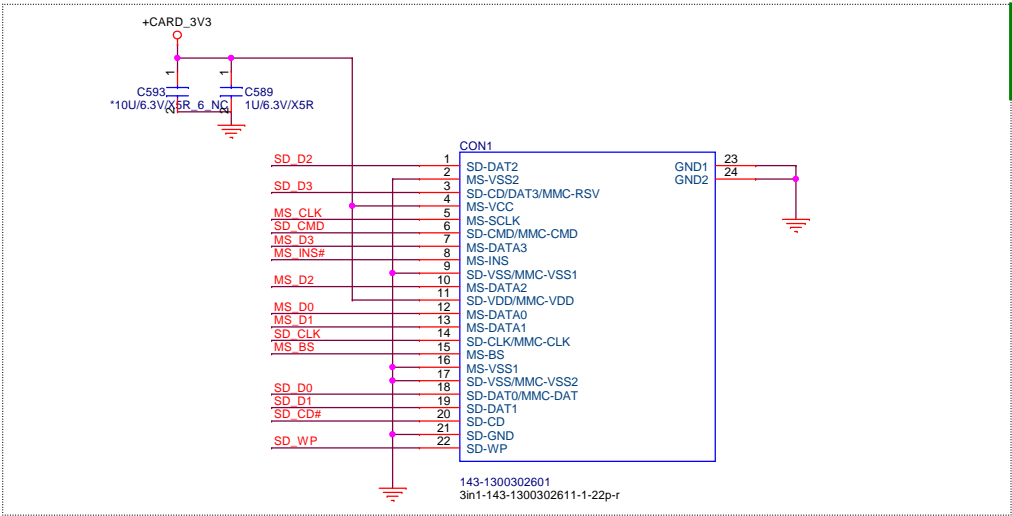 +CARD_3V3
1 1
C593 C589
*10U/6.3V/X5R_6_NC 1U/6.3V/X5R
2 2
CON1
SD_D2 1 SD-DAT2 GND1 23
2 MS-VSS2 GND2 24
SD_D3 3 SD-CD/DAT3/MMC-RSV
4 MS-VCC
MS_CLK 5 MS-SCLK
SD_CMD 6 SD-CMD/MMC-CMD
MS_D3 7 MS-DATA3
MS_INS# 8 MS-INS
9 SD-VSS/MMC-VSS1
MS_D2 10 MS-DATA2
11 SD-VDD/MMC-VDD
MS_D0 12 MS-DATA0
MS_D1 13 MS-DATA1
SD_CLK 14 SD-CLK/MMC-CLK
MS_BS 15 MS-BS
16 MS-VSS1
17 SD-VSS/MMC-VSS2
SD_D0 18 SD-DAT0/MMC-DAT
SD_D1 19 SD-DAT1
SD_CD# 20 SD-CD
21 SD-GND
SD_WP 22 SD-WP
143-1300302601
3in1-143-1300302611-1-22p-r